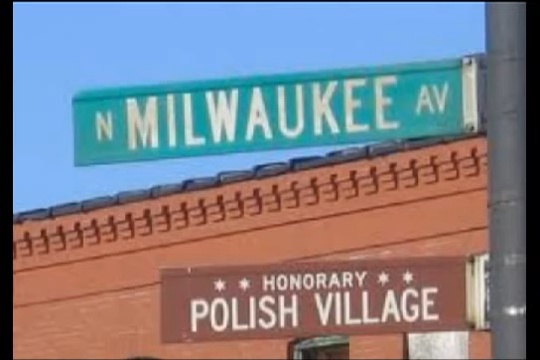 N MILWAUKEE AV
* * HONORARY * *
POLISH VILLAGE